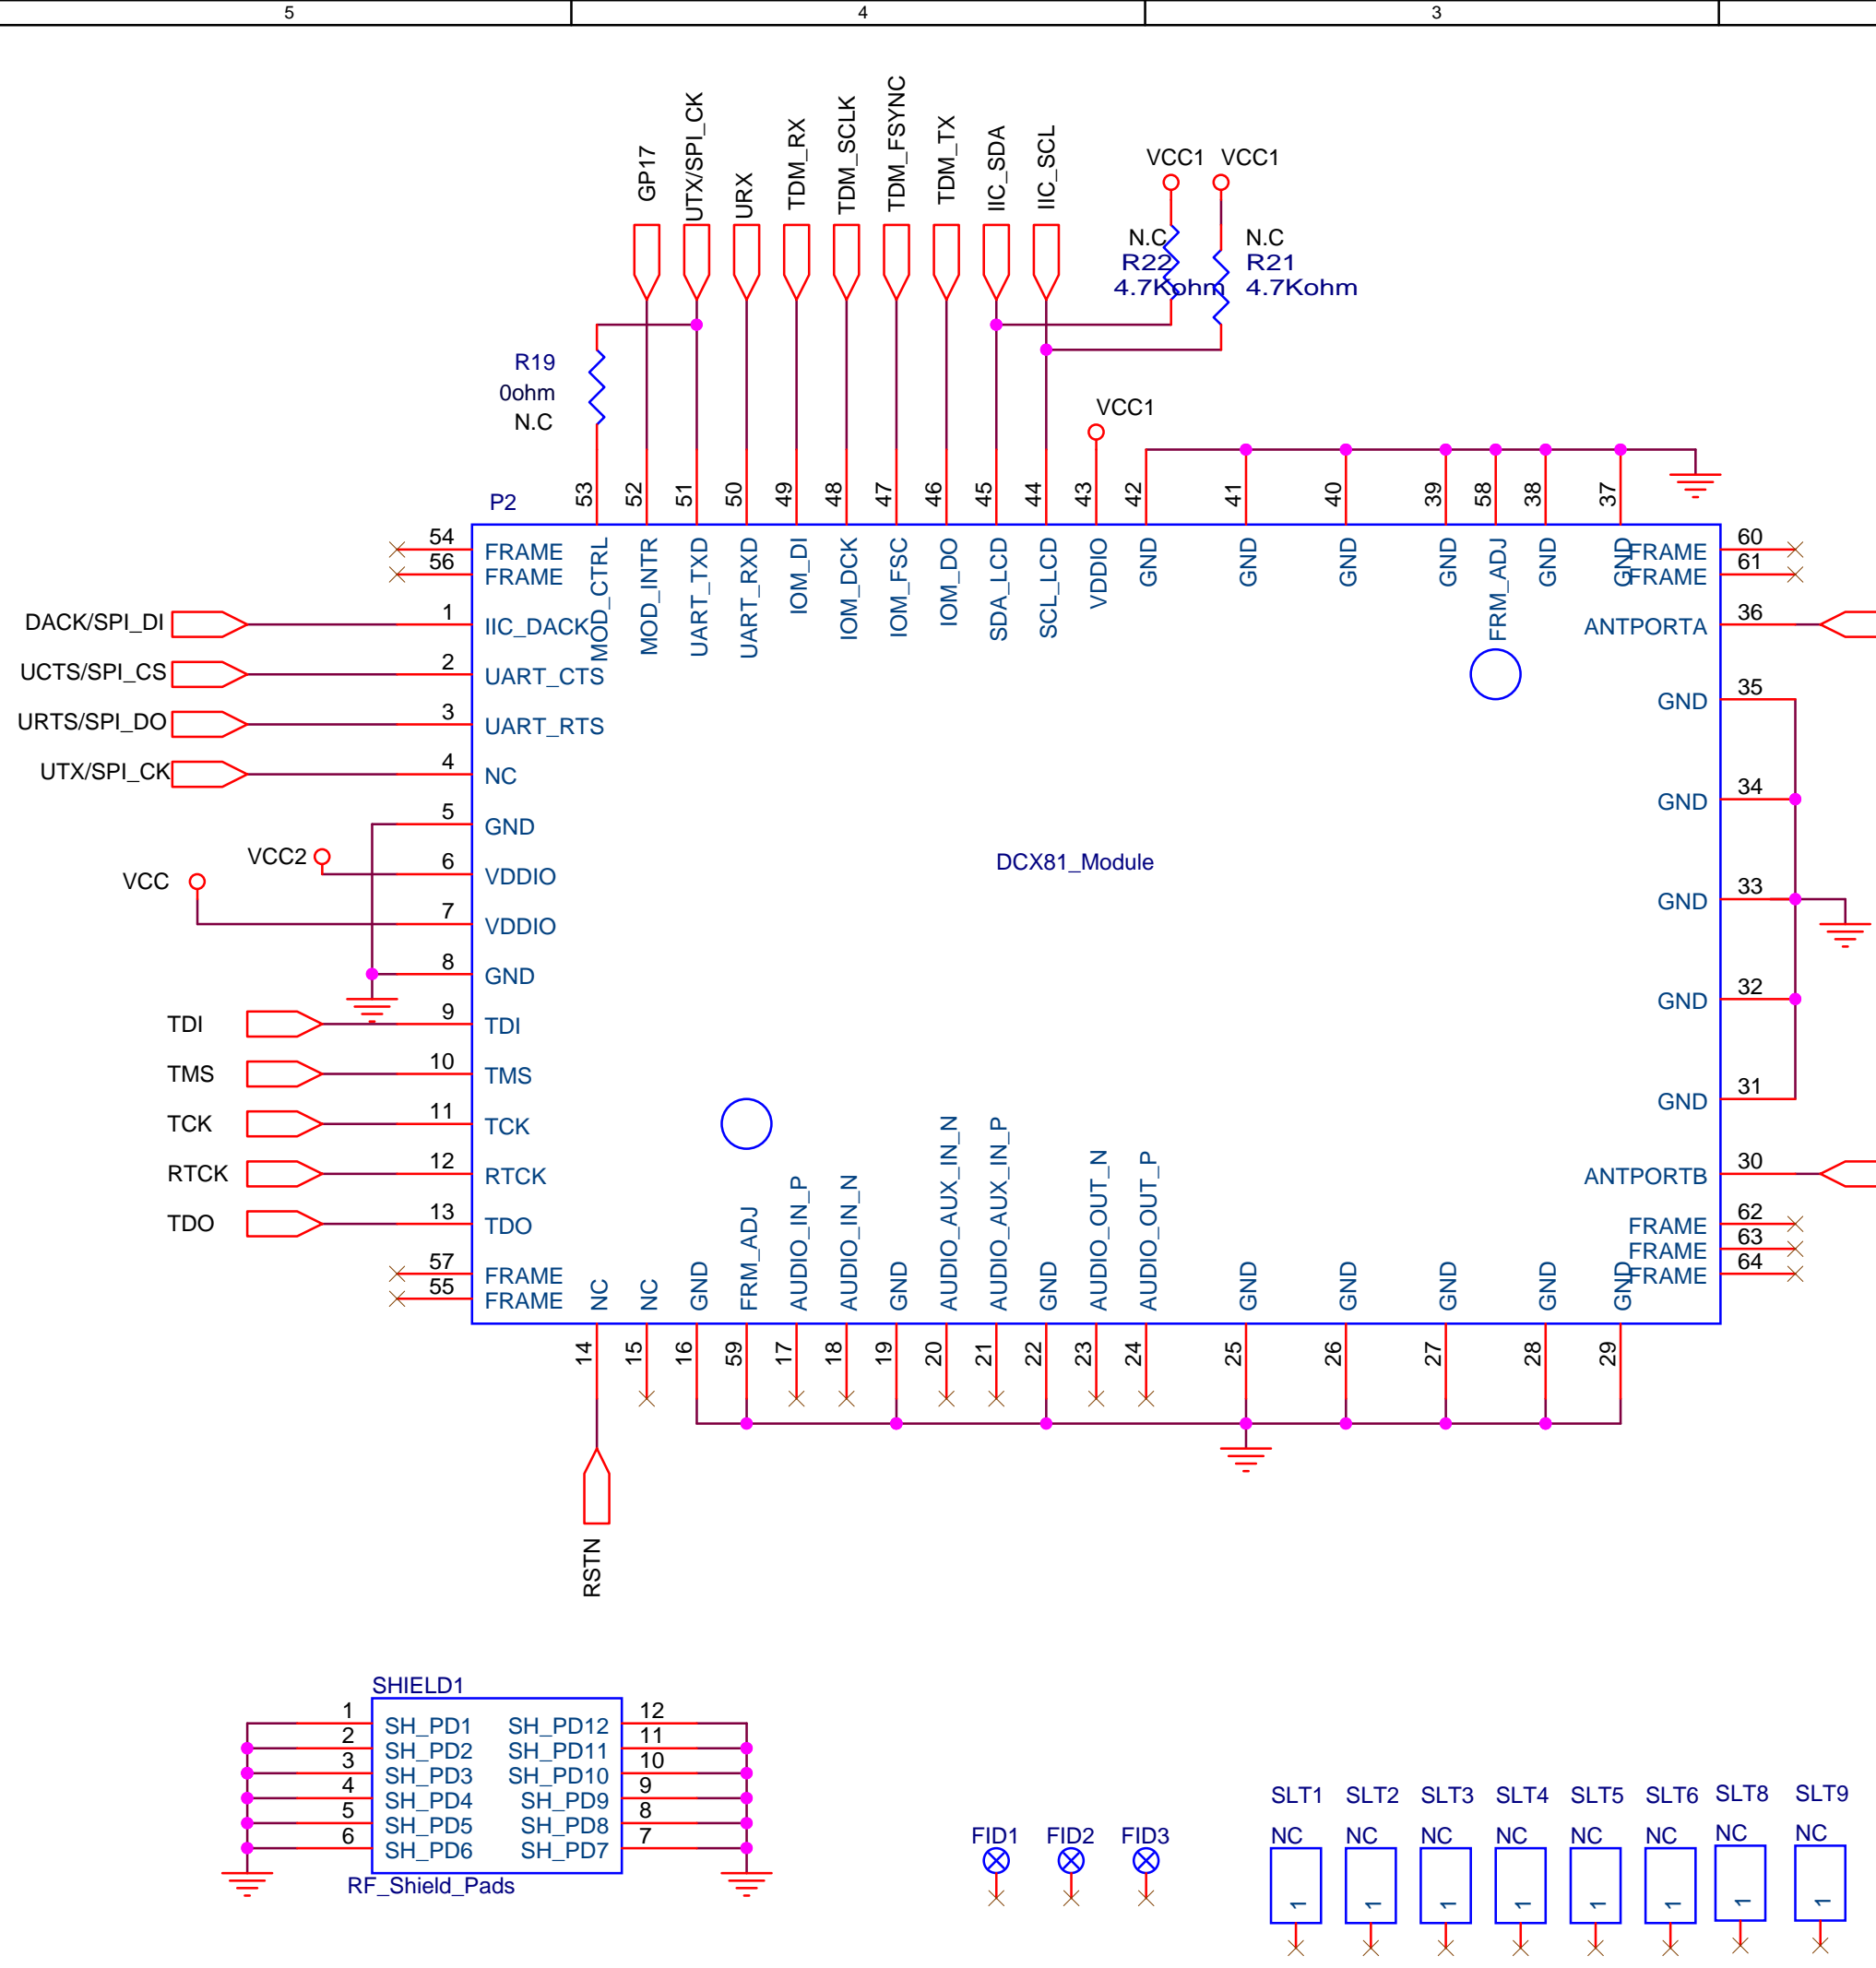 5
4
3
GP17
UTX/SPI_CK
URX
TDM_RX
TDM_SCLK
TDM_FSYNC
TDM_TX
IIC_SDA
IIC_SCL
VCC1
VCC1
N.C
R22
4.7Kohm
N.C
R21
4.7Kohm
R19
0ohm
N.C
VCC1
P2
53
52
51
50
49
48
47
46
45
44
43
42
41
40
39
58
38
37
MOD_CTRL
MOD_INTR
UART_TXD
UART_RXD
IOM_DI
IOM_DCK
IOM_FSC
IOM_DO
SDA_LCD
SCL_LCD
VDDIO
GND
GND
GND
GND
FRM_ADJ
GND
GND
54
FRAME
56
FRAME
DACK/SPI_DI
1
IIC_DACK
UCTS/SPI_CS
2
UART_CTS
URTS/SPI_DO
3
UART_RTS
UTX/SPI_CK
4
NC
5
GND
VCC2
6
VDDIO
VCC
7
VDDIO
8
GND
TDI
9
TDI
TMS
10
TMS
TCK
11
TCK
RTCK
12
RTCK
TDO
13
TDO
57
FRAME
55
FRAME
DCX81_Module
FRAME
60
FRAME
61
ANTPORTA
36
GND
35
GND
34
GND
33
GND
32
GND
31
ANTPORTB
30
FRAME
62
FRAME
63
FRAME
64
NC
NC
GND
FRM_ADJ
AUDIO_IN_P
AUDIO_IN_N
GND
AUDIO_AUX_IN_N
AUDIO_AUX_IN_P
GND
AUDIO_OUT_N
AUDIO_OUT_P
GND
GND
GND
GND
GND
14
15
16
59
17
18
19
20
21
22
23
24
25
26
27
28
29
RSTN
SHIELD1
1
SH_PD1
SH_PD12
12
2
SH_PD2
SH_PD11
11
3
SH_PD3
SH_PD10
10
4
SH_PD4
SH_PD9
9
5
SH_PD5
SH_PD8
8
6
SH_PD6
SH_PD7
7
RF_Shield_Pads
FID1
FID2
FID3
SLT1
SLT2
SLT3
SLT4
SLT5
SLT6
SLT8
SLT9
NC
NC
NC
NC
NC
NC
NC
NC
1
1
1
1
1
1
1
1